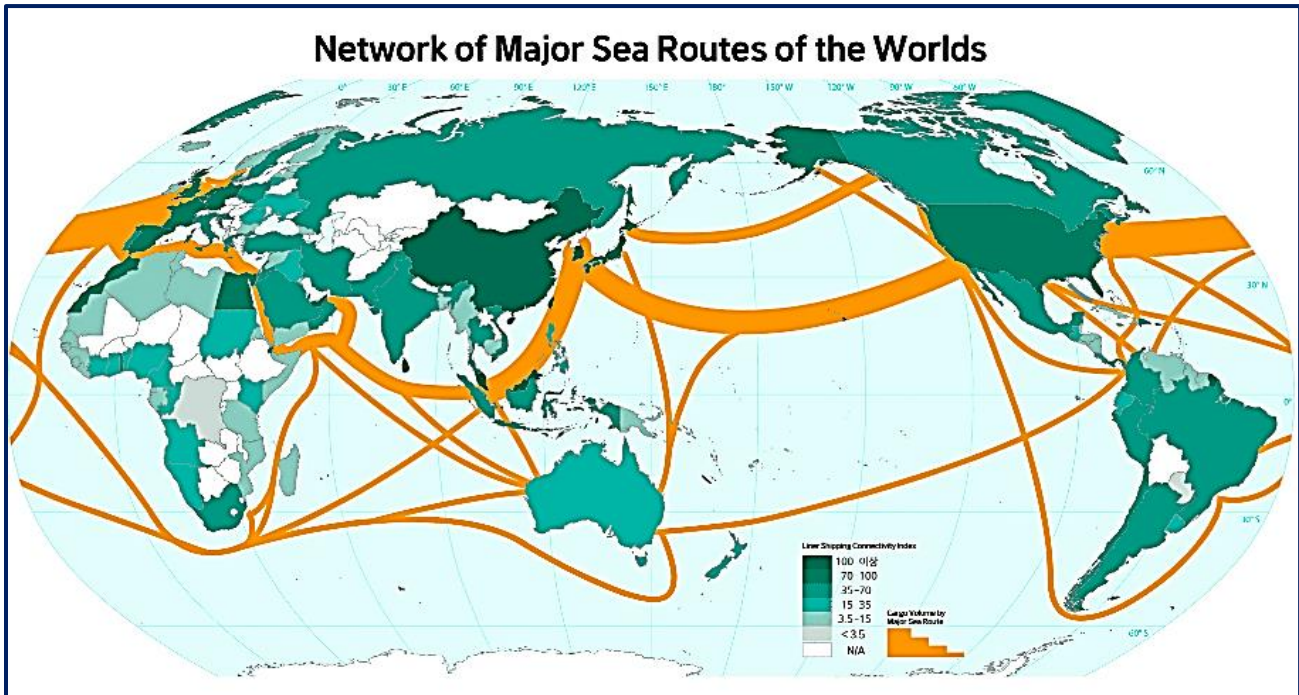 Network of Major Sea Routes of the Worlds
0° 30° E 60° E 90° E 120° E 150° E 180° 150° W 120° W 90° W 60° W
60° N
30° N
0°
30° S
60° S
Liner Shipping Connectivity Index
100 이상
70 100
35-70
15 35
3.5-15
<3.5
N/A
Cargo Volume by
Major Sea Route